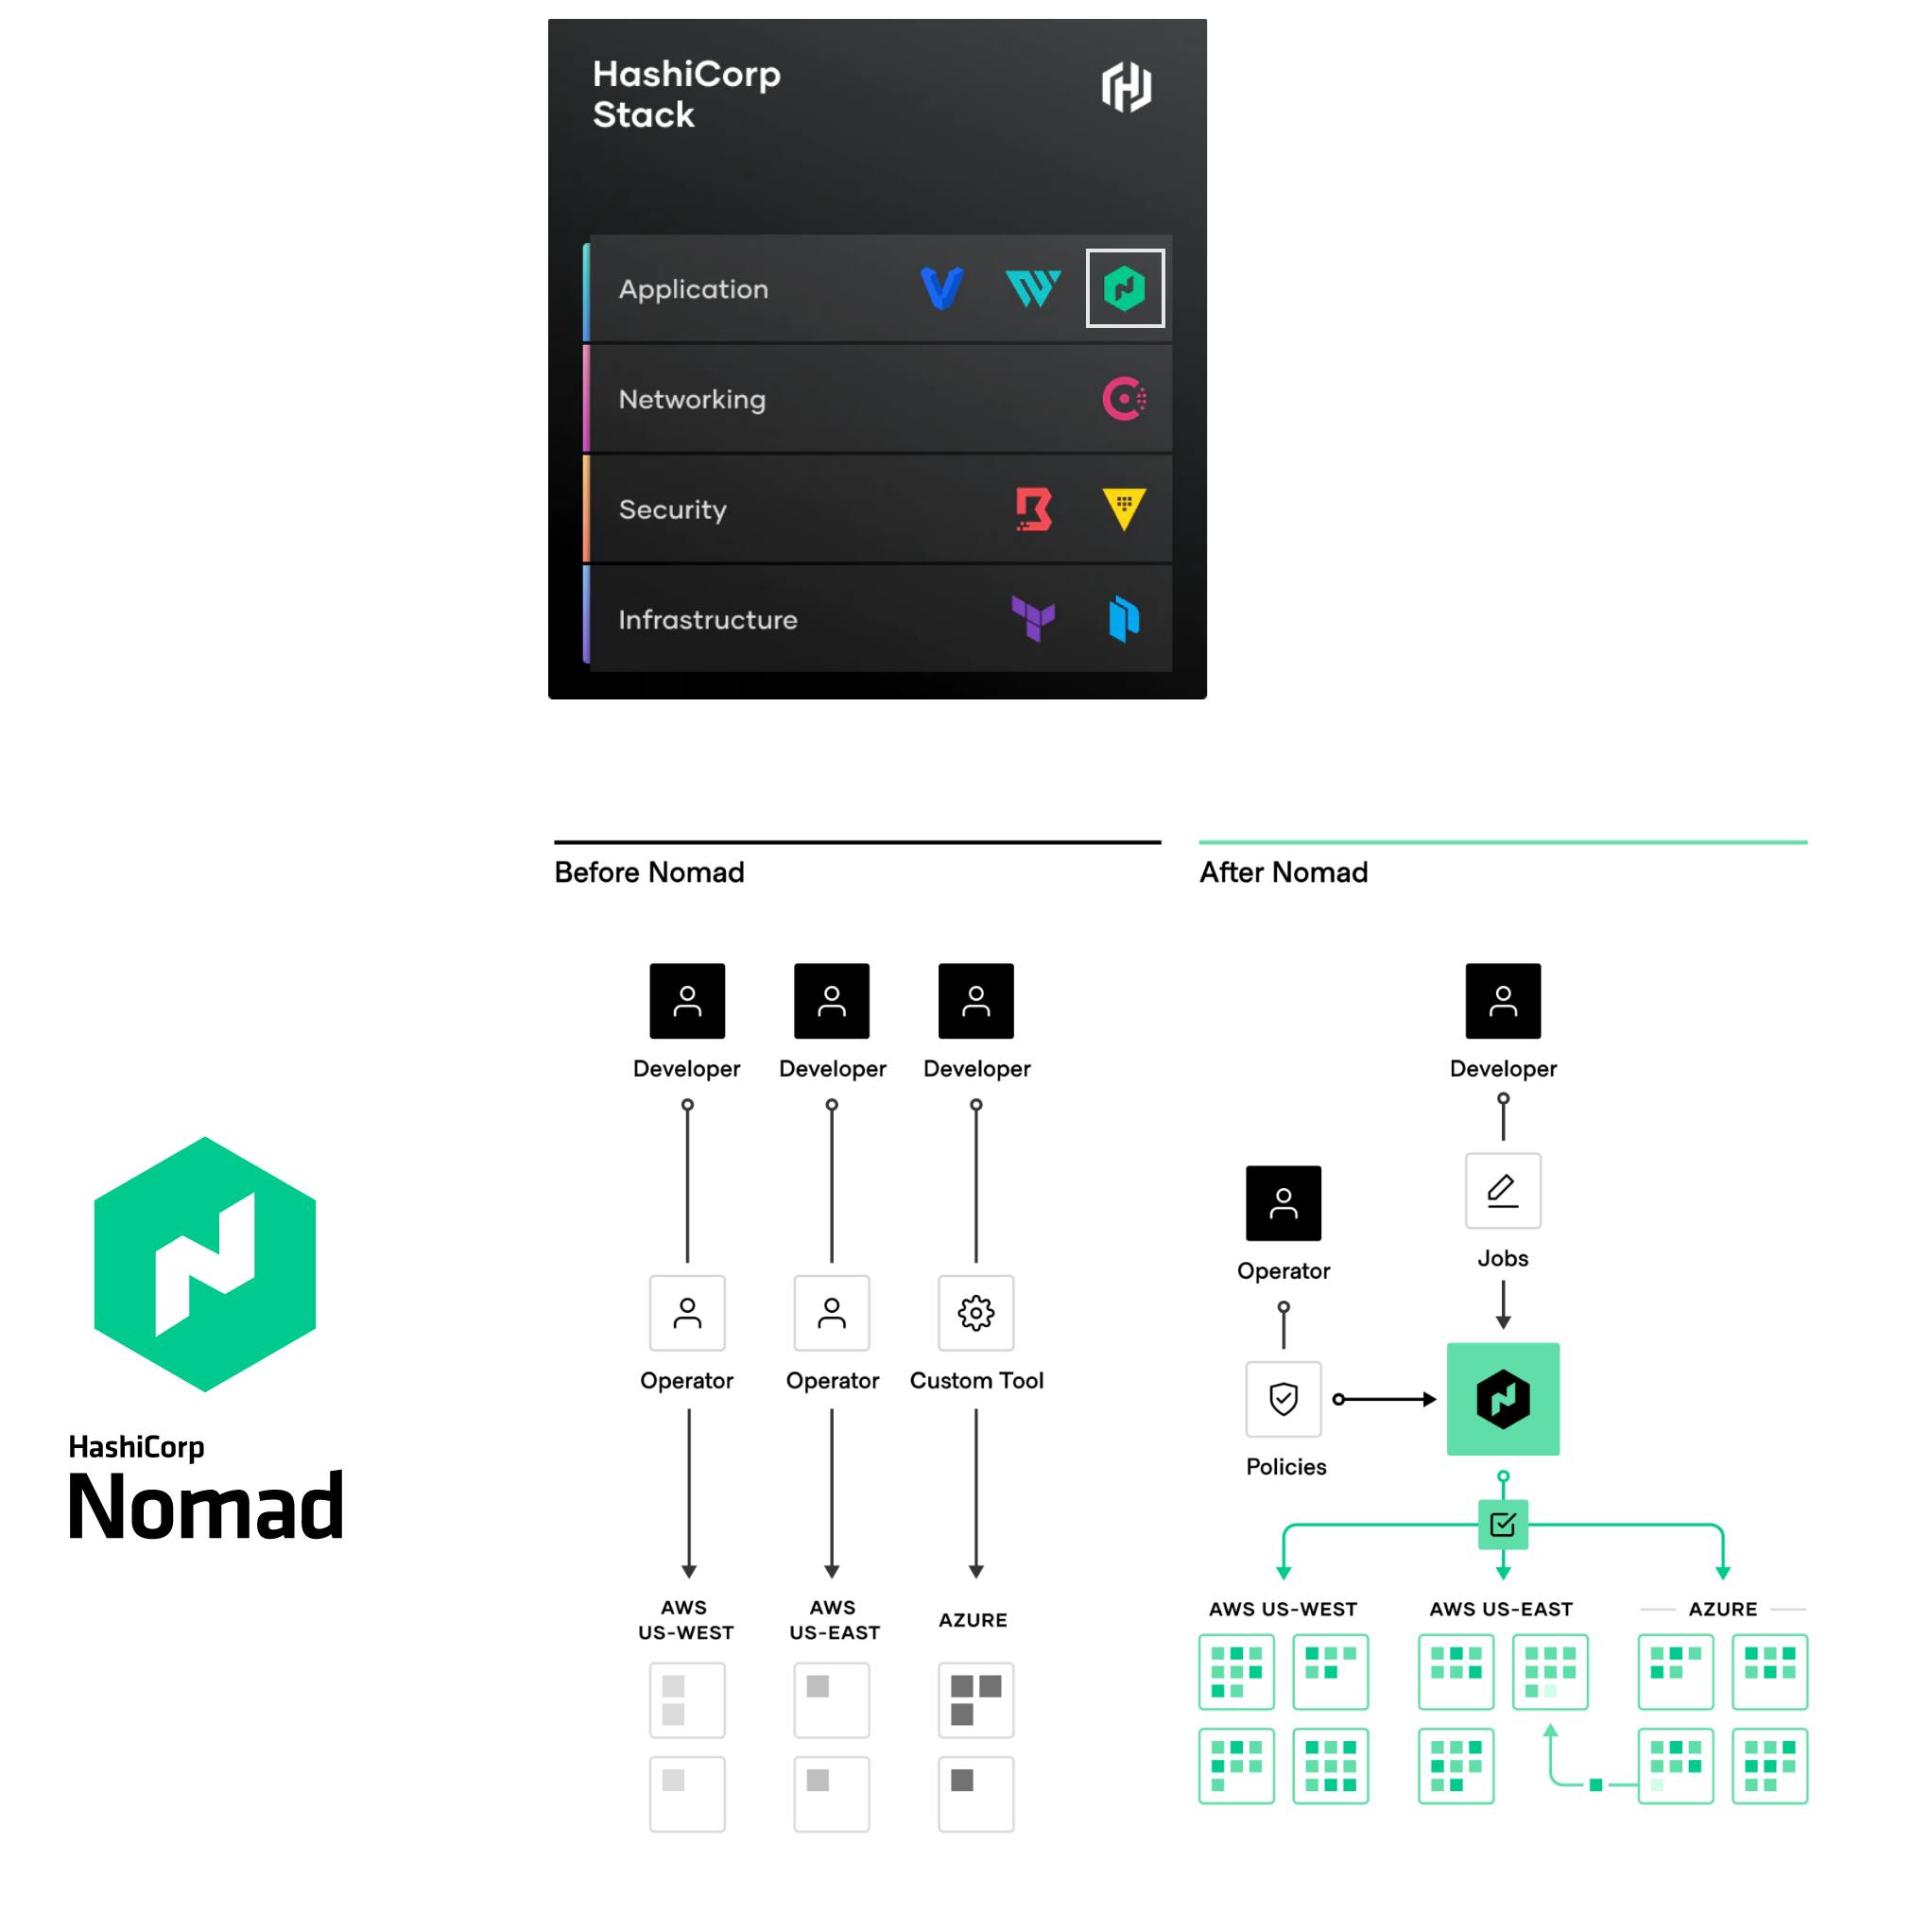 HashiCorp
Stack
Application
Networking
Security
Infrastructure
Before Nomad
After Nomad
Developer
Developer
Developer
Developer
Operator
Jobs
Operator
Operator
Custom Tool
Policies
HashiCorp
Nomad
AWS
US-WEST
AWS
US-EAST
AZURE
AWS US-WEST
AWS US-EAST
AZURE